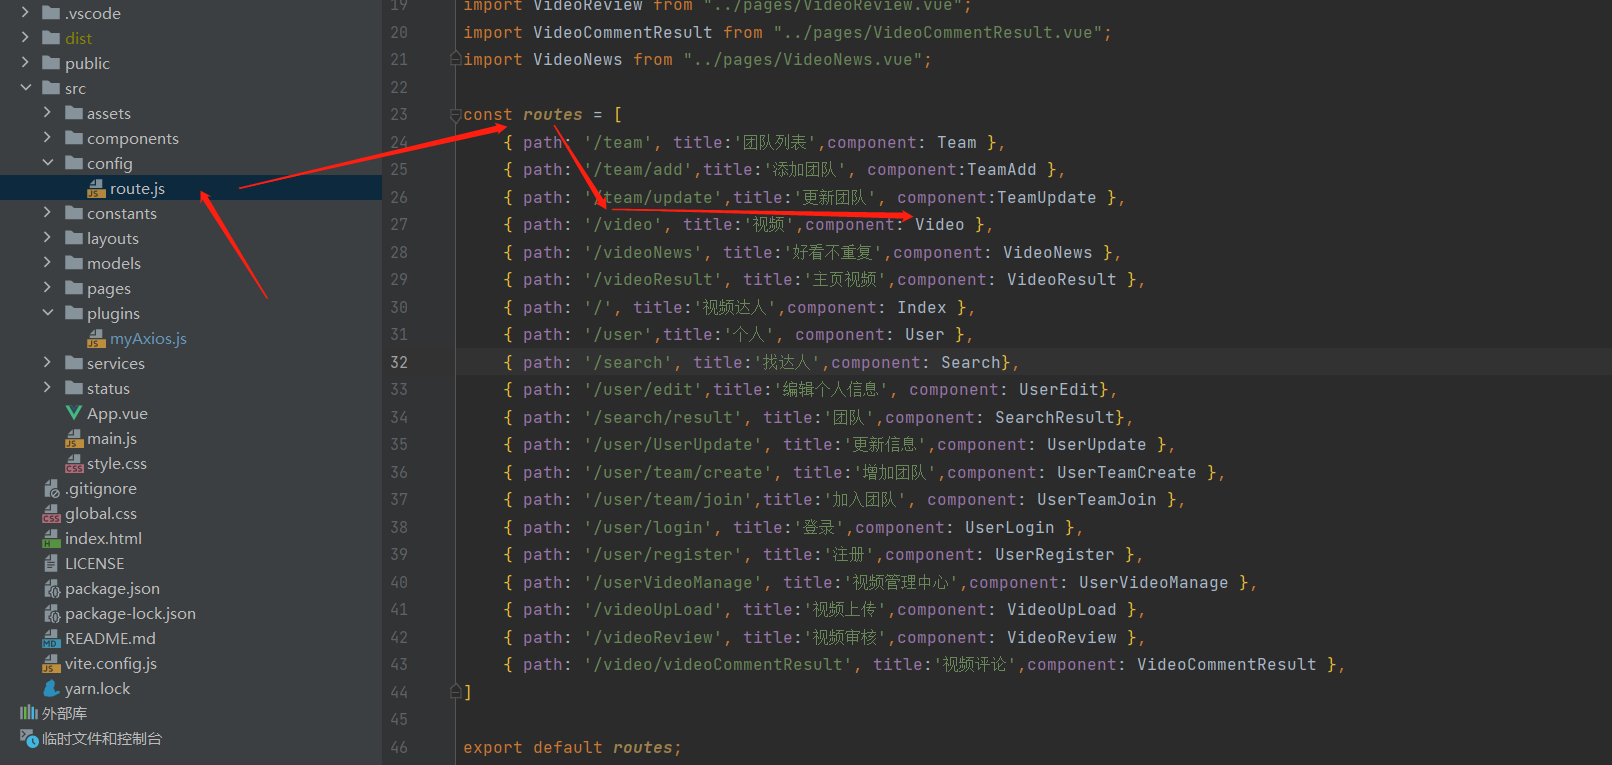 .vscode
dist
public
src
assets
components
config
route.js
constants
layouts
models
pages
plugins
myAxios.js
services
status
App.vue
main.js
style.css
.gitignore
global.css
index.html
LICENSE
package.json
package-lock.json
README.md
vite.config.js
yarn.lock
外部库
临时文件和控制台
19 import VideoReview from "../pages/VideoReview.vue";
20 import VideoCommentResult from "../pages/VideoCommentResult.vue";
21 import VideoNews from "../pages/VideoNews.vue";
22
23 const routes = [
24 { path: '/team', title:'团队列表',component: Team },
25 { path: '/team/add',title:'添加团队', component:TeamAdd },
26 { path: '/team/update',title:'更新团队', component:TeamUpdate },
27 { path: '/video', title:'视频',component: Video },
28 { path: '/videoNews', title:'好看不重复',component: VideoNews },
29 { path: '/videoResult', title:'主页视频',component: VideoResult },
30 { path: '/', title:'视频达人',component: Index },
31 { path: '/user',title:'个人', component: User },
32 { path: '/search', title:'找达人',component: Search},
33 { path: '/user/edit',title:'编辑个人信息', component: UserEdit},
34 { path: '/search/result', title:'团队',component: SearchResult},
35 { path: '/user/UserUpdate', title:'更新信息',component: UserUpdate },
36 { path: '/user/team/create', title:'增加团队',component: UserTeamCreate },
37 { path: '/user/team/join',title:'加入团队', component: UserTeamJoin },
38 { path: '/user/login', title:'登录',component: UserLogin },
39 { path: '/user/register', title:'注册',component: UserRegister },
40 { path: '/userVideoManage', title:'视频管理中心',component: UserVideoManage },
41 { path: '/videoUpLoad', title:'视频上传',component: VideoUpLoad },
42 { path: '/videoReview', title:'视频审核',component: VideoReview },
43 { path: '/video/videoCommentResult', title:'视频评论',component: VideoCommentResult },
44 ]
45
46 export default routes;